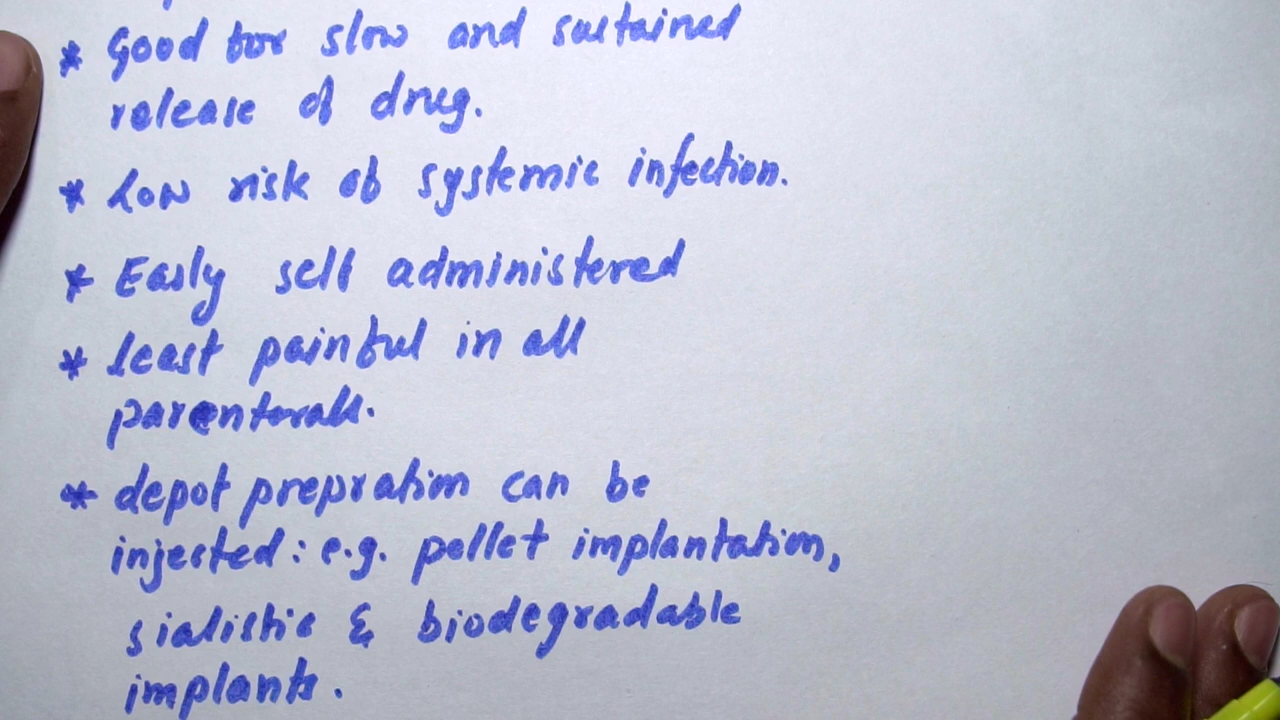 * Good for slow and sustained
release of drug.
* Low risk of systemic infection.
* Easly self administered
* least painful in all
parenterals.
* depot prepration can be
injested: e.g. pellet implantation,
sialistic & biodegradable
implants.